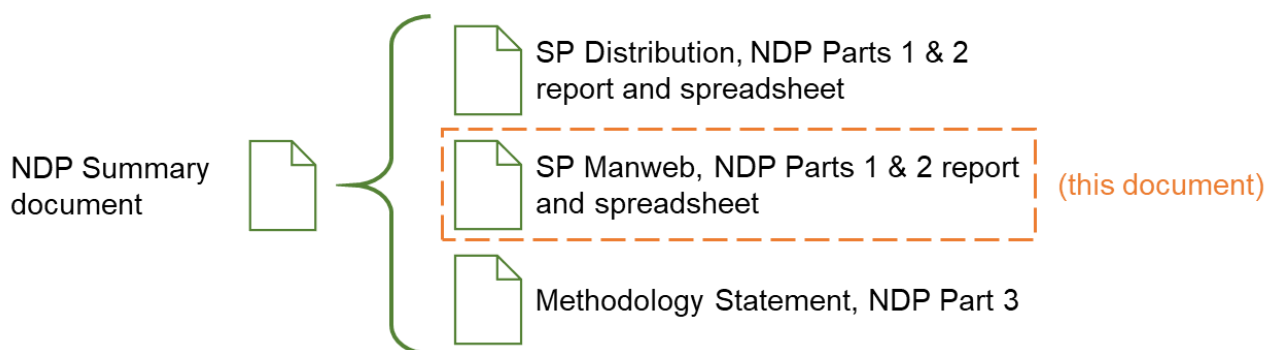 NDP Summary
document
SP Distribution, NDP Parts 1 & 2
report and spreadsheet
SP Manweb, NDP Parts 1 & 2 report
and spreadsheet
(this document)
Methodology Statement, NDP Part 3